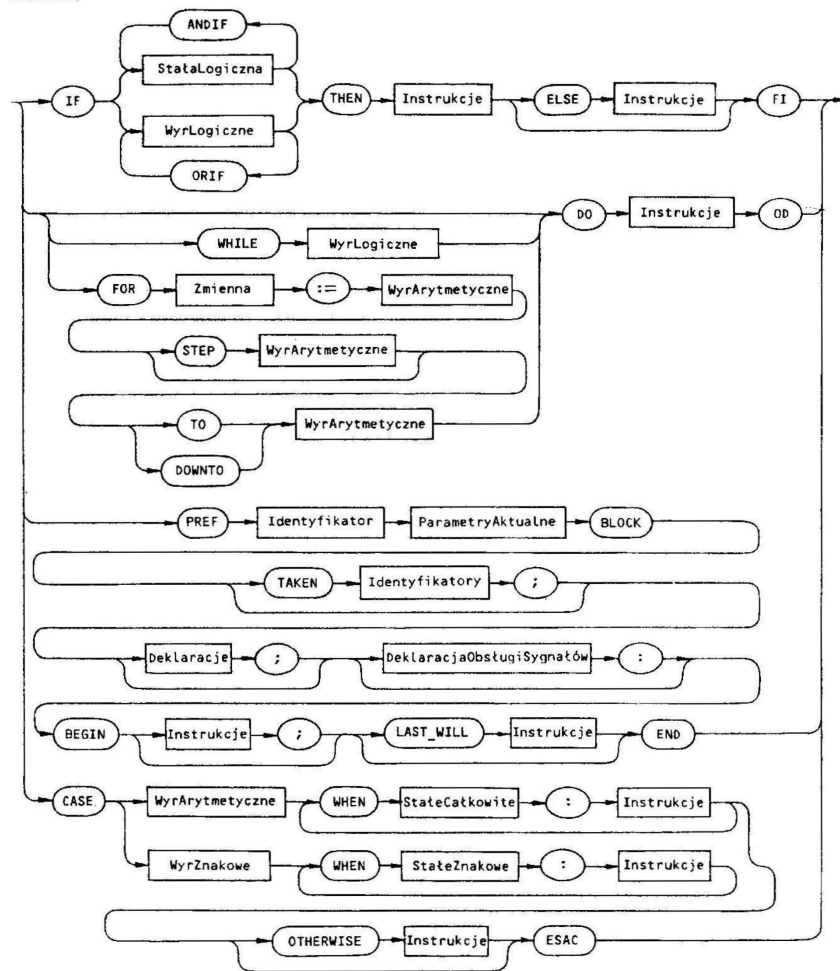 ANDIF
StałaLogiczna
IF THEN Instrukcje ELSE Instrukcje FI
WyrLogiczne
ORIF
DO Instrukcje OD
WHILE WyrLogiczne
FOR Zmienna := WyrArytmetyczne
STEP WyrArytmetyczne
TO WyrArytmetyczne
DOWNTO
PREF Identyfikator ParametryAktualne BLOCK
TAKEN Identyfikatory ;
Deklaracje ; DeklaracjaObsługiSygnałów :
BEGIN Instrukcje ; LAST_WILL Instrukcje END
CASE WyrArytmetyczne WHEN StałeCałkowite : Instrukcje
WyrZnakowe WHEN StałeZnakowe : Instrukcje
OTHERWISE Instrukcje ESAC